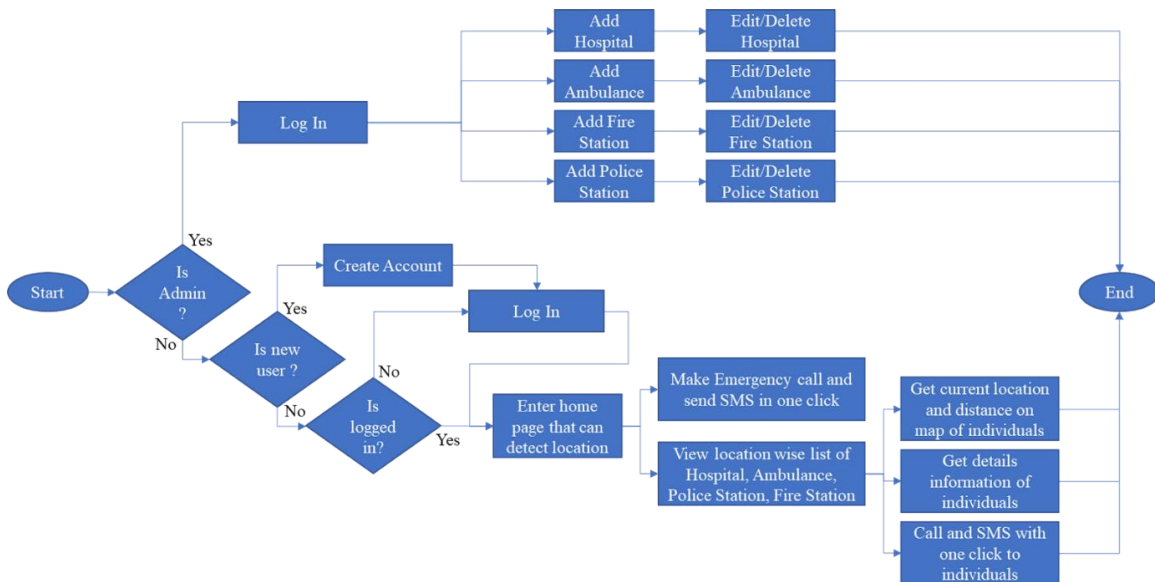 Add
Hospital
Edit/Delete
Hospital
Add
Ambulance
Edit/Delete
Ambulance
Log In
Add Fire
Station
Edit/Delete
Fire Station
Add Police
Station
Edit/Delete
Police Station
Yes
Start
Is
Admin
?
No
Create Account
Yes
Log In
End
Is new
user ?
No
No
Is
logged
in?
Yes
Enter home
page that can
detect location
Make Emergency call and
send SMS in one click
View location wise list of
Hospital, Ambulance,
Police Station, Fire Station
Get current location
and distance on
map of individuals
Get details
information of
individuals
Call and SMS with
one click to
individuals